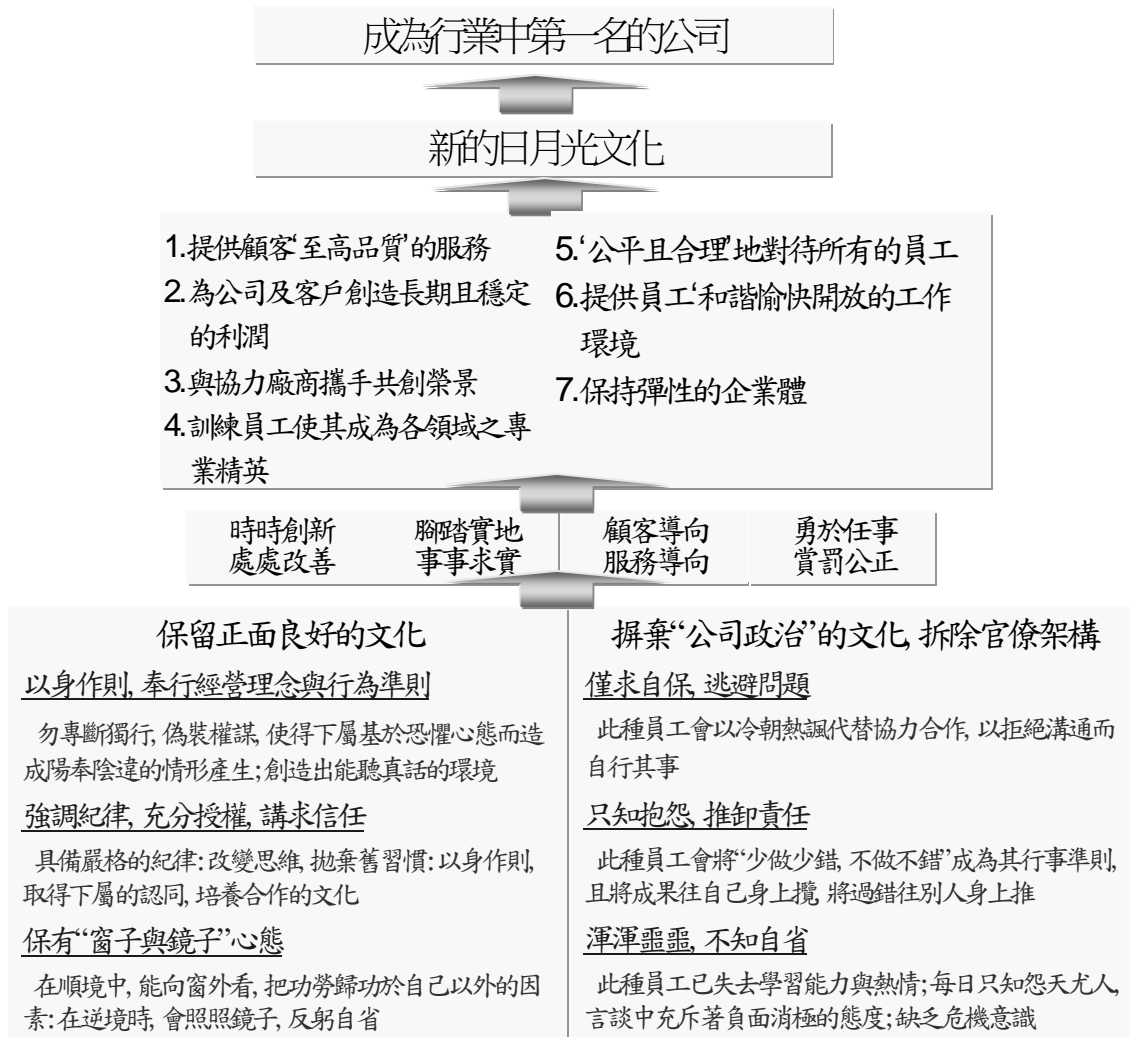 成為行業中第一名的公司
新的日月光文化
1.提供顧客'至高品質'的服務
2.為公司及客戶創造長期且穩定
的利潤
3.與協力廠商攜手共創榮景
4.訓練員工使其成為各領域之專
業精英
5.'公平且合理'地對待所有的員工
6.提供員工'和諧愉快開放的工作
環境
7.保持彈性的企業體
時時創新
處處改善
腳踏實地
事事求實
顧客導向
服務導向
勇於任事
賞罰公正
保留正面良好的文化
以身作則, 奉行經營理念與行為準則
勿專斷獨行, 偽裝權謀, 使得下屬基於恐懼心態而造
成陽奉陰違的情形產生;創造出能聽真話的環境
強調紀律, 充分授權, 講求信任
具備嚴格的紀律:改變思維, 拋棄舊習慣:以身作則,
取得下屬的認同, 培養合作的文化
保有“窗子與鏡子”心態
在順境中, 能向窗外看, 把功勞歸功於自己以外的因
素:在逆境時, 會照照鏡子, 反躬自省
摒棄“公司政治”的文化, 拆除官僚架構
僅求自保, 逃避問題
此種員工會以冷朝熱諷代替協力合作, 以拒絕溝通而
自行其事
只知抱怨, 推卸責任
此種員工會將“少做少錯, 不做不錯”成為其行事準則,
且將成果往自己身上攬, 將過錯往別人身上推
渾渾噩噩, 不知自省
此種員工已失去學習能力與熱情;每日只知怨天尤人,
言談中充斥著負面消極的態度;缺乏危機意識